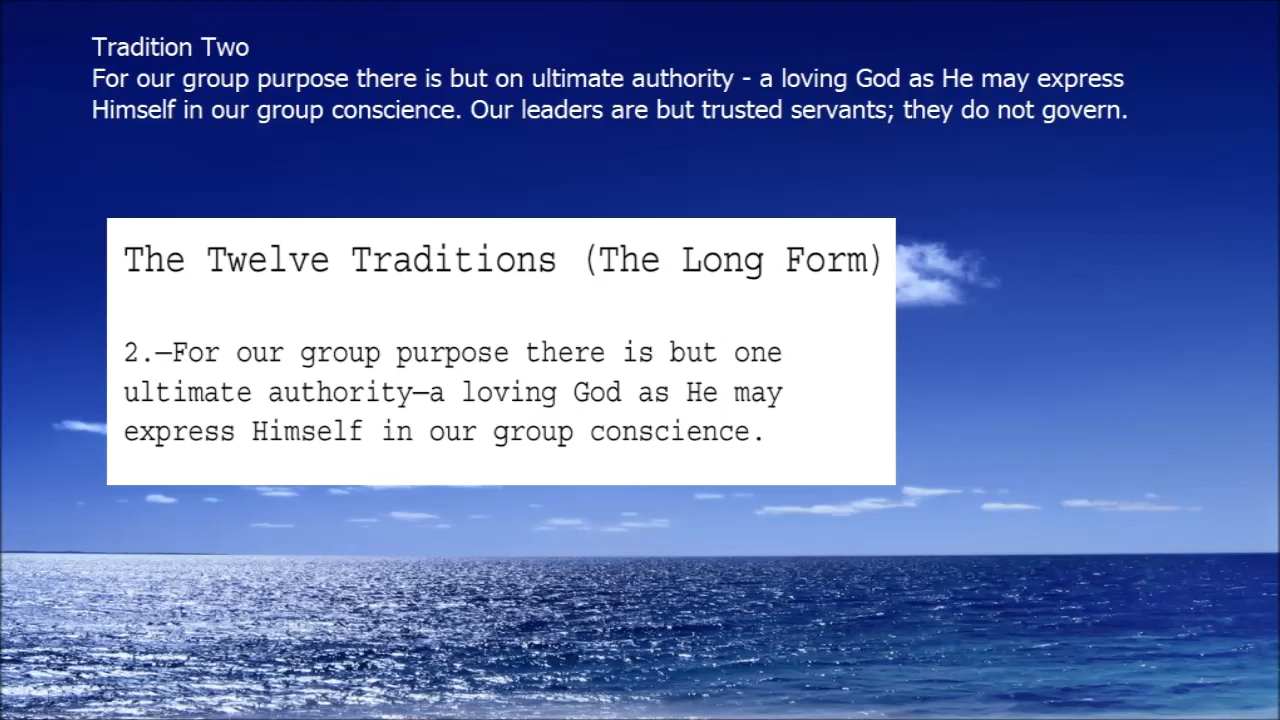 Tradition Two
For our group purpose there is but on ultimate authority - a loving God as He may express
Himself in our group conscience. Our leaders are but trusted servants; they do not govern.
The Twelve Traditions (The Long Form)
2.—For our group purpose there is but one
ultimate authority—a loving God as He may
express Himself in our group conscience.